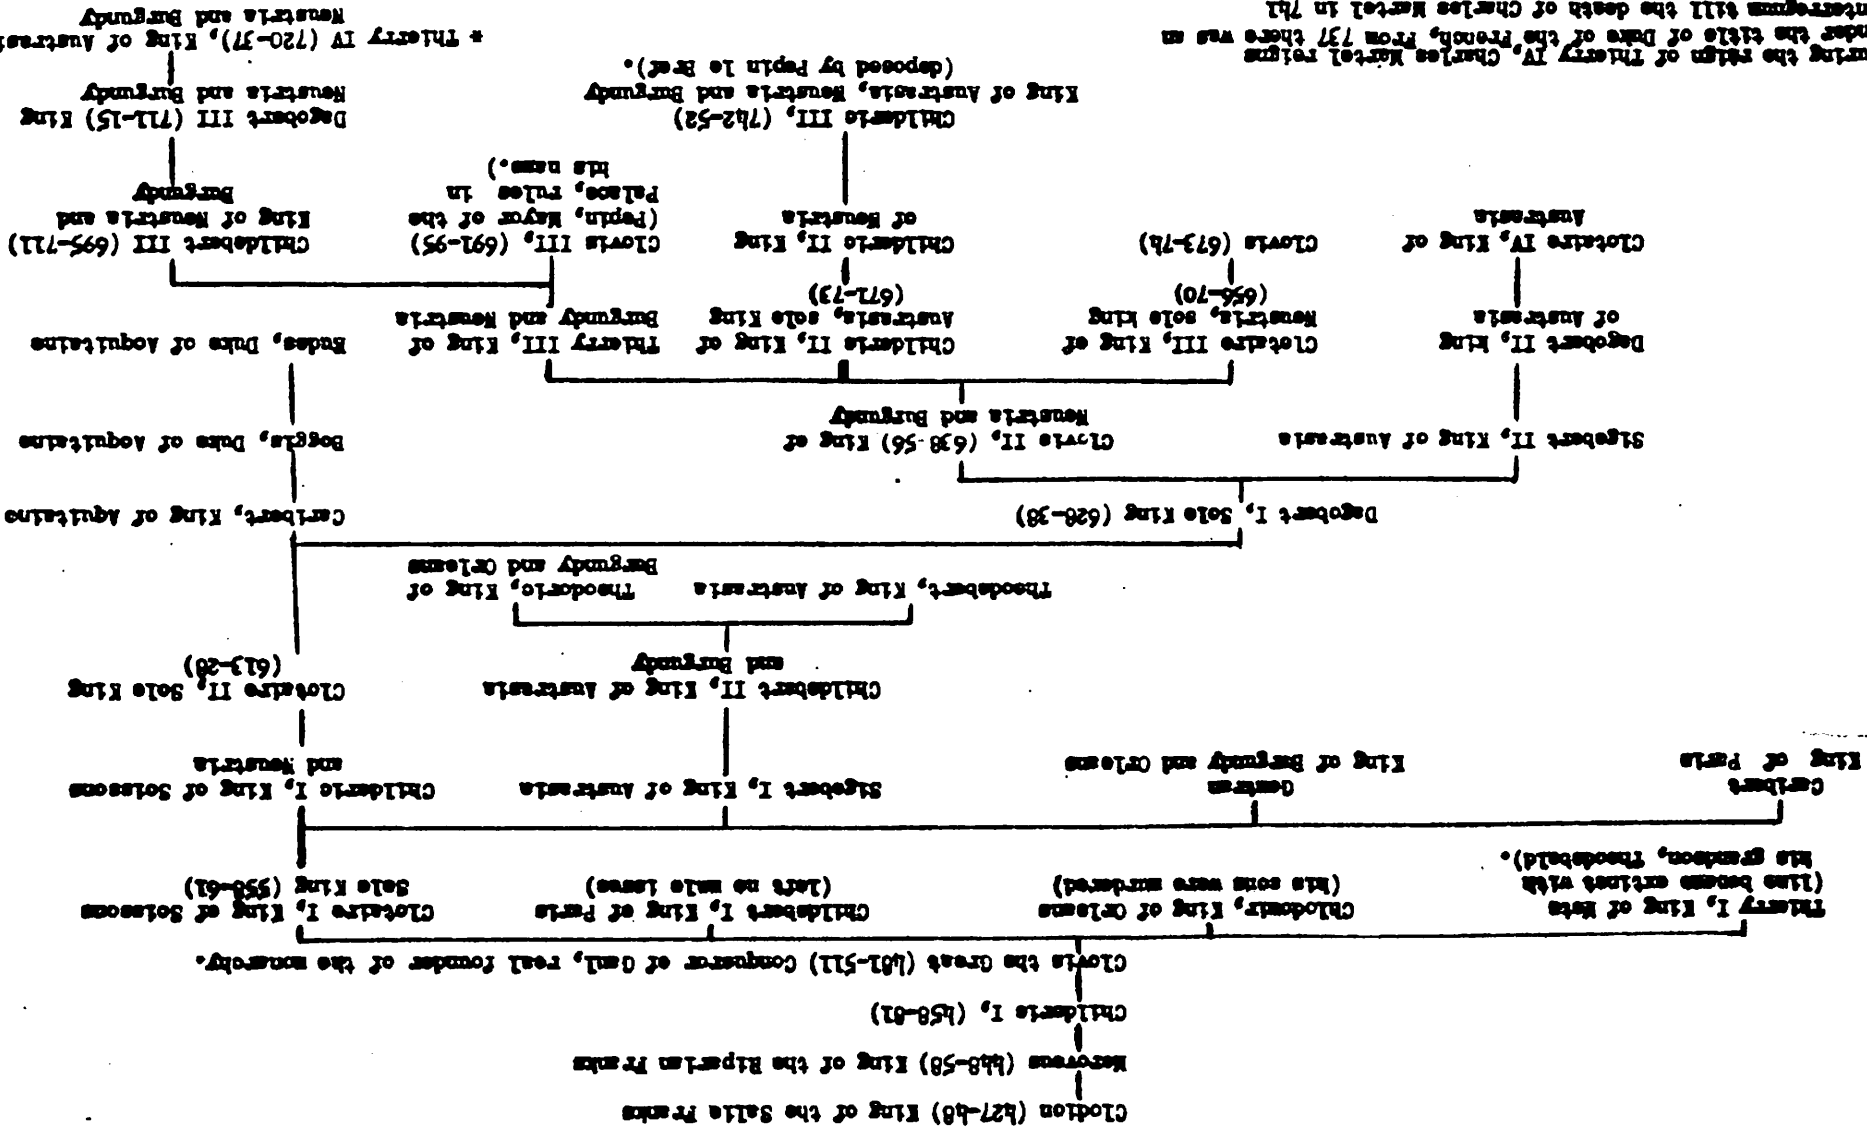 Clodion (427-48) King of the Salic Franks
Meroveus (448-58) King of the Riparian Franks
Childeric I, (458-81)
Clovis the Great (481-511) Conqueror of Gaul, real founder of the monarchy.
Thierry I, King of Mets
(line became extinct with
his grandson, Theodebald).
Chlodomir, King of Orleans
(his sons were murdered)
Childebert I, King of Paris
(left no male issue)
Clotaire I, King of Soissons
Sole King (558-61)
Caribert
King of Paris
Gontran
King of Burgundy and Orleans
Sigebert I, King of Austrasia
Childeric I, King of Soissons
and Neustria
Childebert II, King of Austrasia
and Burgundy
Clotaire II, Sole King
(613-28)
Theodebert, King of Austrasia
Theodoric, King of
Burgundy and Orleans
Dagobert I, Sole King (628-38)
Caribert, King of Aquitaine
Sigebert II, King of Austrasia
Clovis II, (638-56) King of
Neustria and Burgundy
Boggis, Duke of Aoquitaine
Dagobert II, king
of Austrasia
Clotaire III, King of
Neustria, sole king
(656-70)
Childeric II, King of
Austrasia, sole King
(671-73)
Thierry III, King of
Burgundy and Neustria
Eudes, Duke of Aoquitaine
Clotaire IV, King of
Austrasia
Clovis (673-74)
Childeric II, King
of Neustria
Clovis III, (691-95)
(Pepin, Mayor of the
Palace, rules in
his name.)
Childebert III (695-711)
King of Neustria and
Burgundy
Childeric III, (742-52)
King of Austrasia, Neustria and Burgundy
(deposed by Pepin le Bref).
Dagobert III (711-15) King
Neustria and Burgundy
* Thierry IV (720-37), King of Austras
Neustria and Burgundy
uring the reign of Thierry IV, Charles Martel reigns
nder the title of Duke of the French, From 737 there was an
nterregnum till the death of Charles Martel in 741